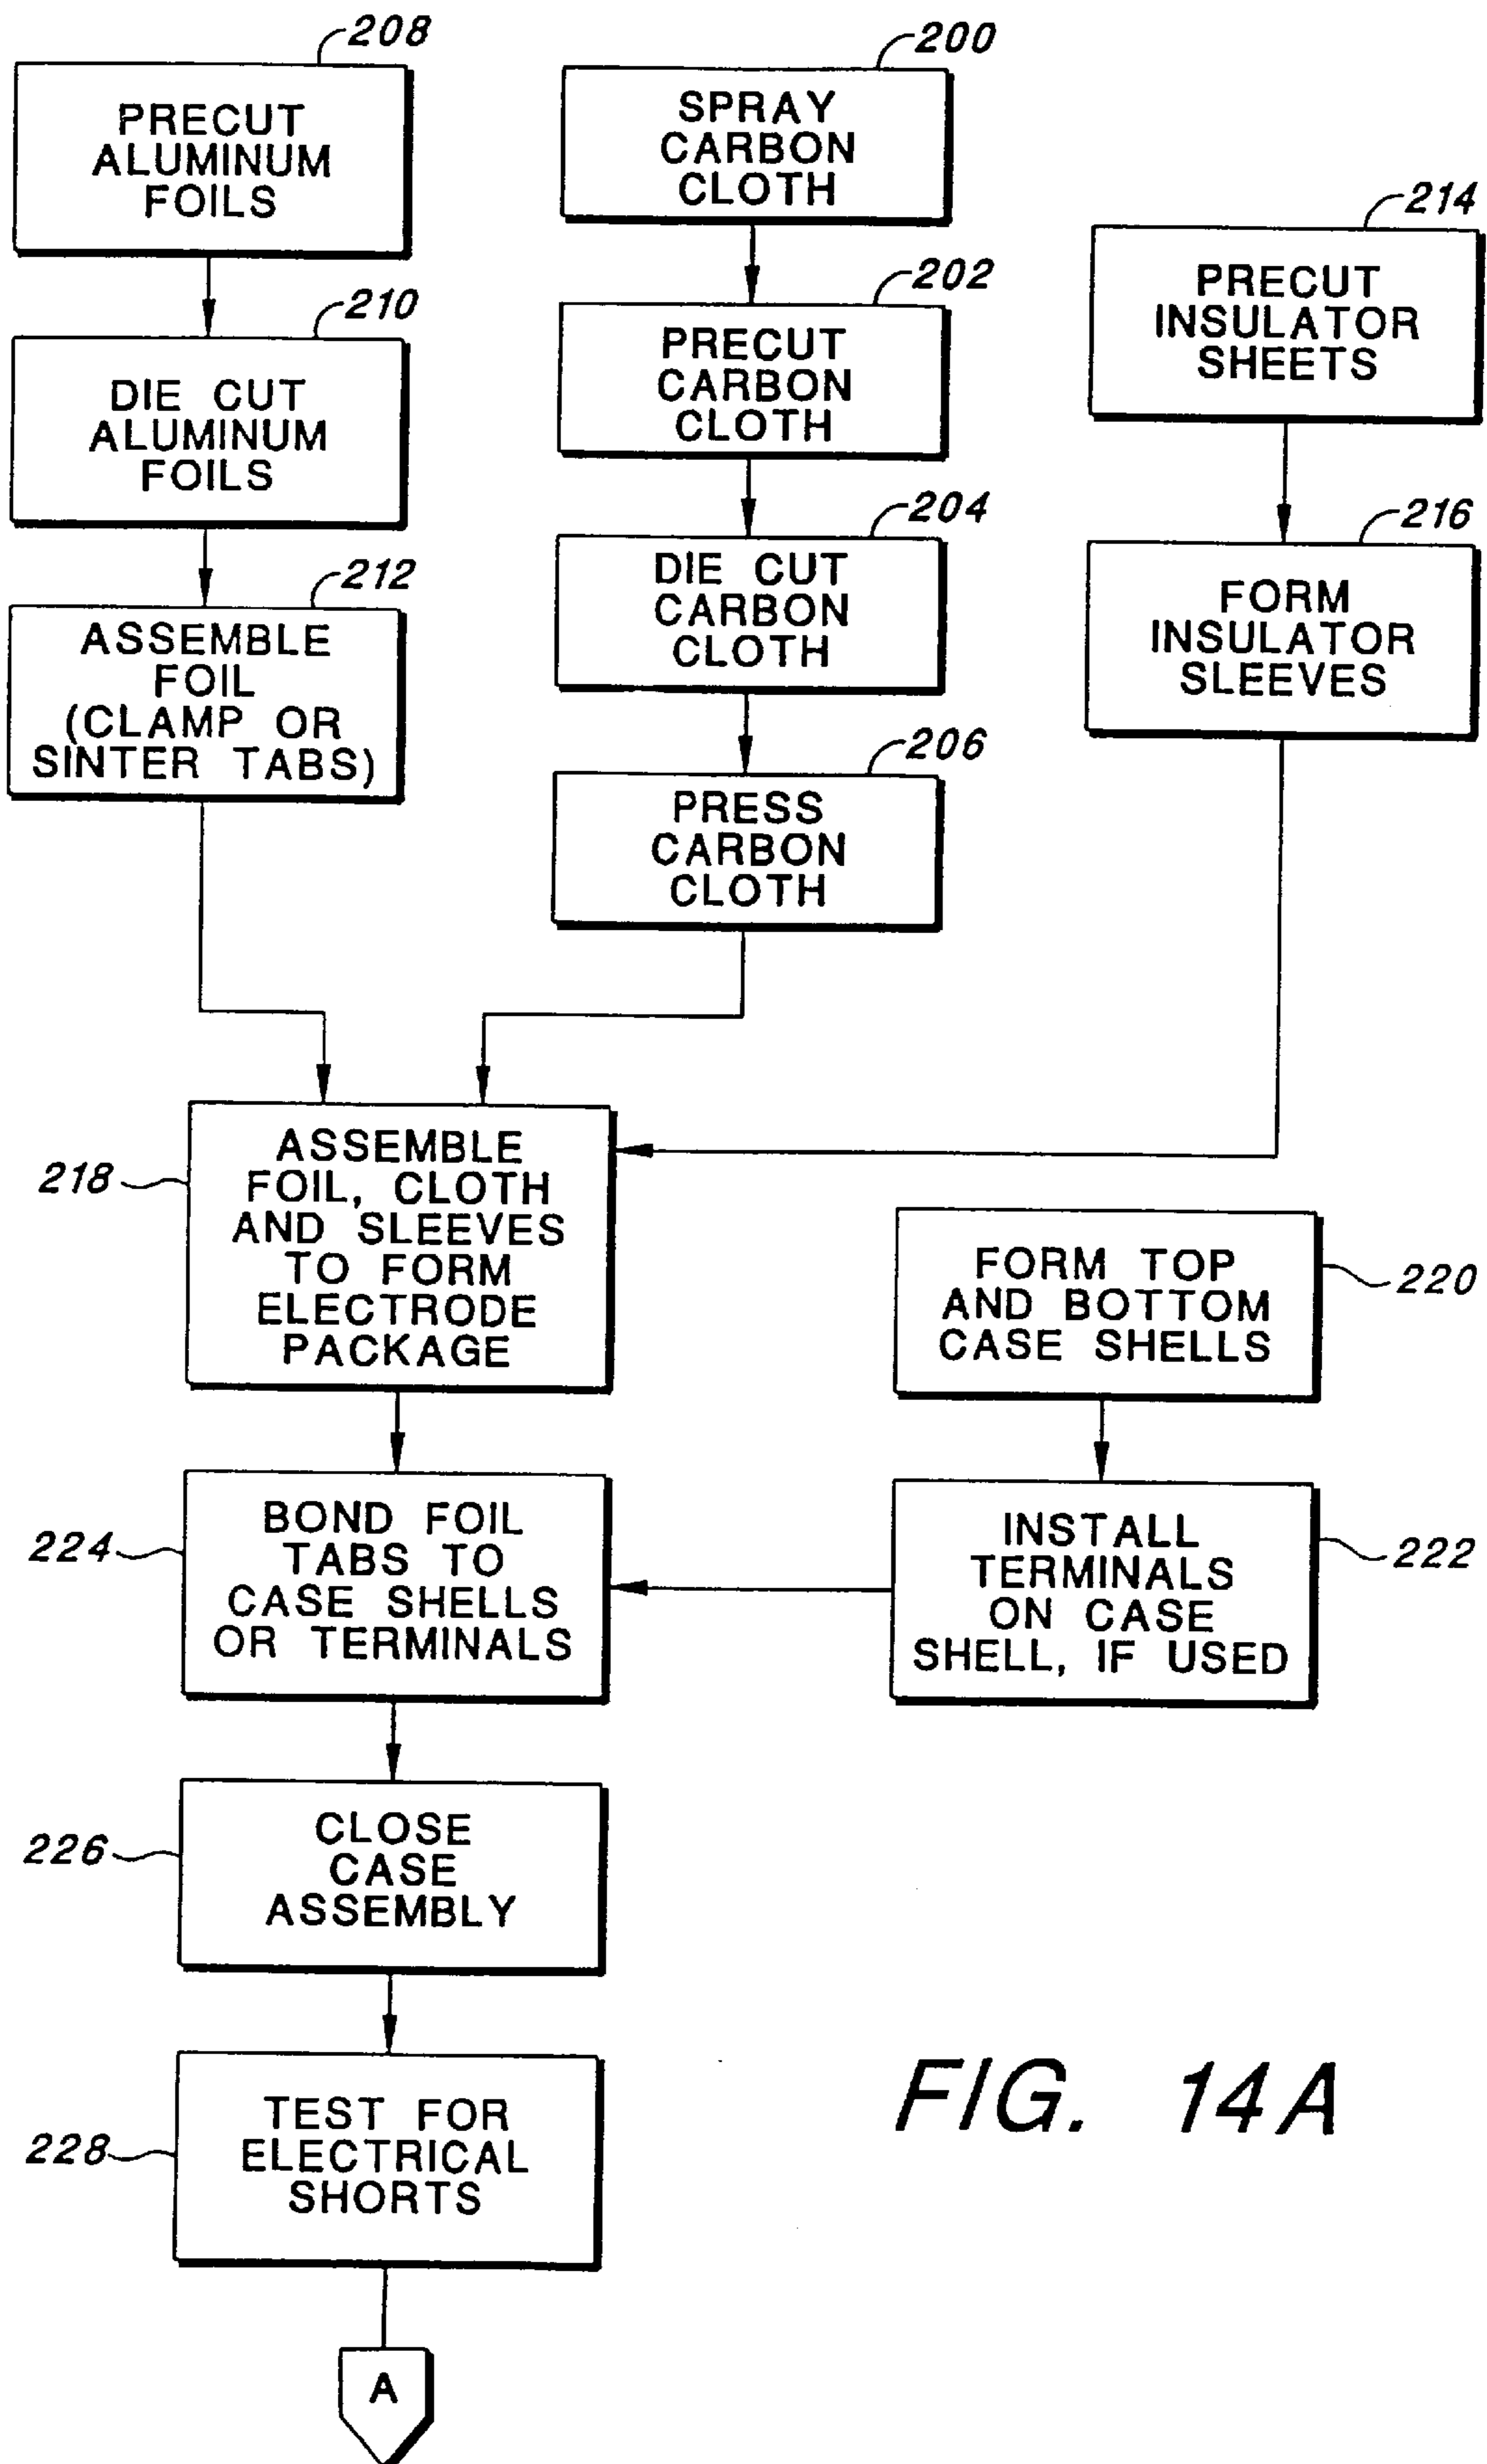 208
PRECUT
ALUMINUM
FOILS
210
DIE CUT
ALUMINUM
FOILS
212
ASSEMBLE
FOIL
(CLAMP OR
SINTER TABS)
200
SPRAY
CARBON
CLOTH
202
PRECUT
CARBON
CLOTH
204
DIE CUT
CARBON
CLOTH
206
PRESS
CARBON
CLOTH
214
PRECUT
INSULATOR
SHEETS
216
FORM
INSULATOR
SLEEVES
218
ASSEMBLE
FOIL, CLOTH
AND SLEEVES
TO FORM
ELECTRODE
PACKAGE
220
FORM TOP
AND BOTTOM
CASE SHELLS
222
INSTALL
TERMINALS
ON CASE
SHELL, IF USED
224
BOND FOIL
TABS TO
CASE SHELLS
OR TERMINALS
226
CLOSE
CASE
ASSEMBLY
228
TEST FOR
ELECTRICAL
SHORTS
A
FIG. 14A